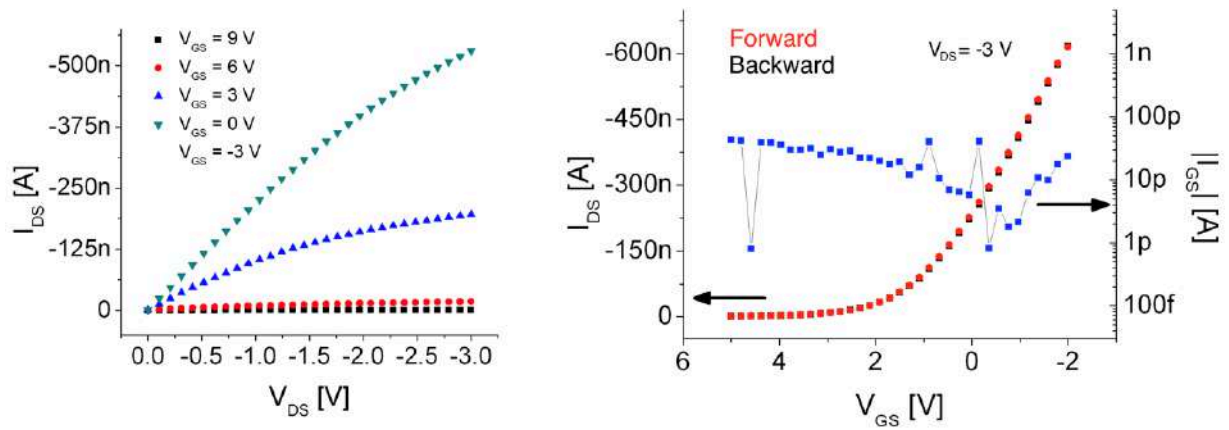 V_GS = 9 V
V_GS = 6 V
V_GS = 3 V
V_GS = 0 V
V_GS = -3 V
-500n
-375n
-250n
-125n
0
I_DS [A]
0.0 -0.5 -1.0 -1.5 -2.0 -2.5 -3.0
V_DS [V]
Forward
Backward
V_DS = -3 V
-600n
-450n
-300n
-150n
0
I_DS [A]
1n
100p
10p
1p
100f
|I_GS| [A]
6 4 2 0 -2
V_GS [V]